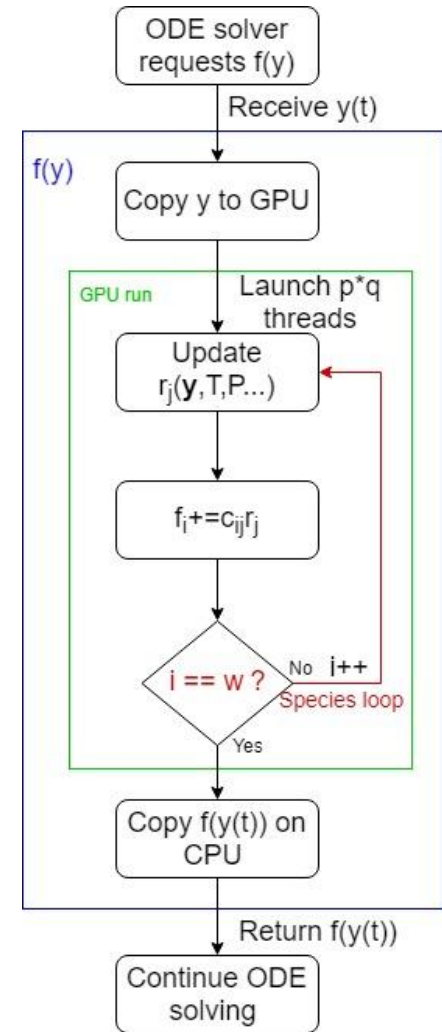 ODE solver
requests f(y)
Receive y(t)
f(y)
Copy y to GPU
GPU run
Launch p*q
threads
Update
rⱼ(y,T,P...)
fᵢ+=cᵢⱼrⱼ
i == w ?
No
i++
Species loop
Yes
Copy f(y(t)) on
CPU
Return f(y(t))
Continue ODE
solving